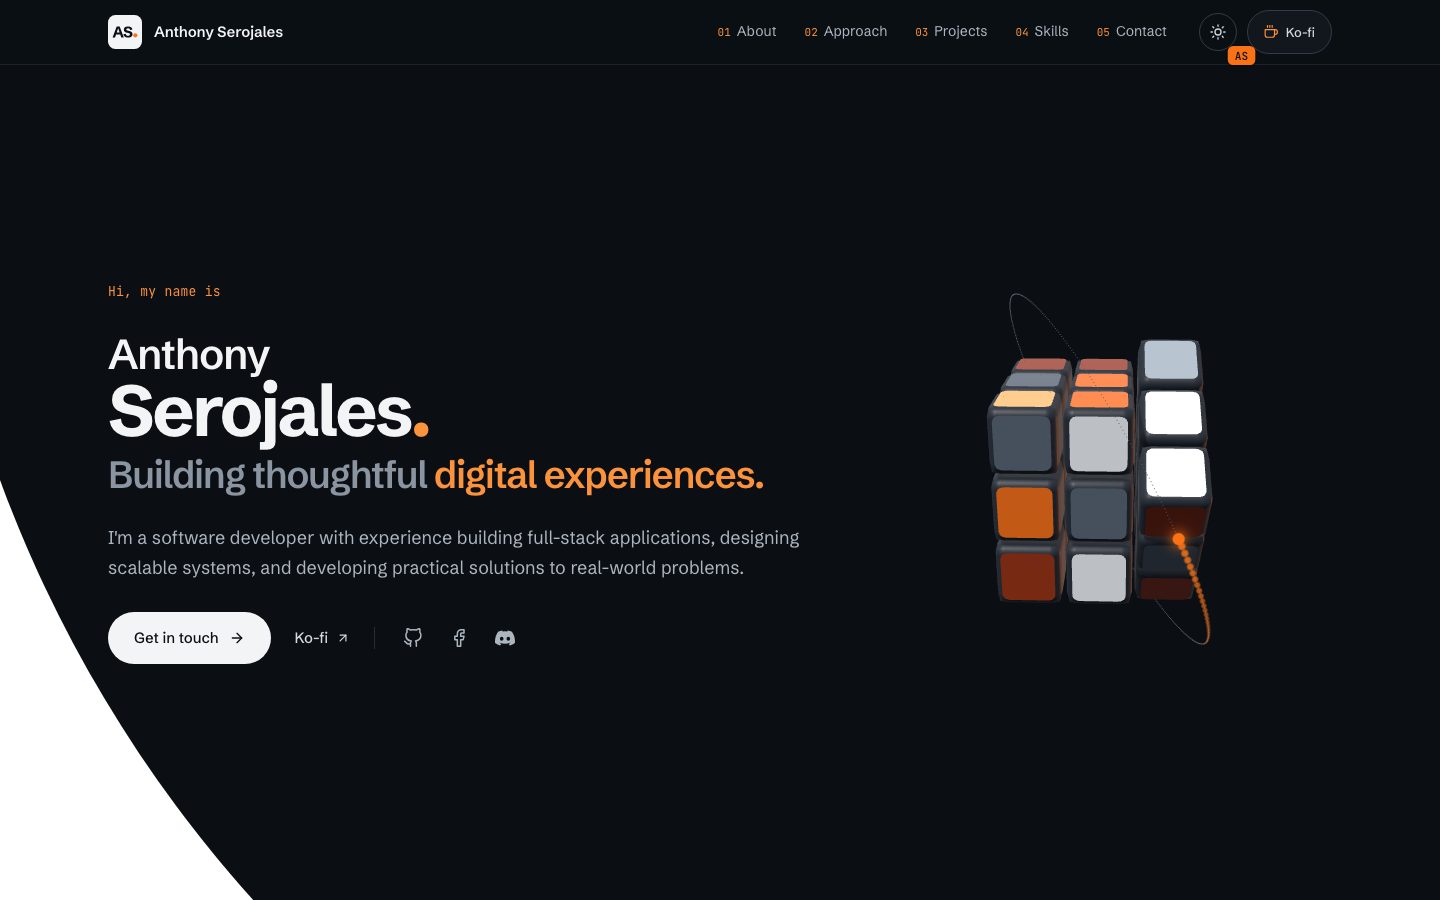 AS.
Anthony Serojales
01 About
02 Approach
03 Projects
04 Skills
05 Contact
Ko-fi
AS
Hi, my name is
Anthony
Serojales.
Building thoughtful digital experiences.
I'm a software developer with experience building full-stack applications, designing
scalable systems, and developing practical solutions to real-world problems.
Get in touch
Ko-fi